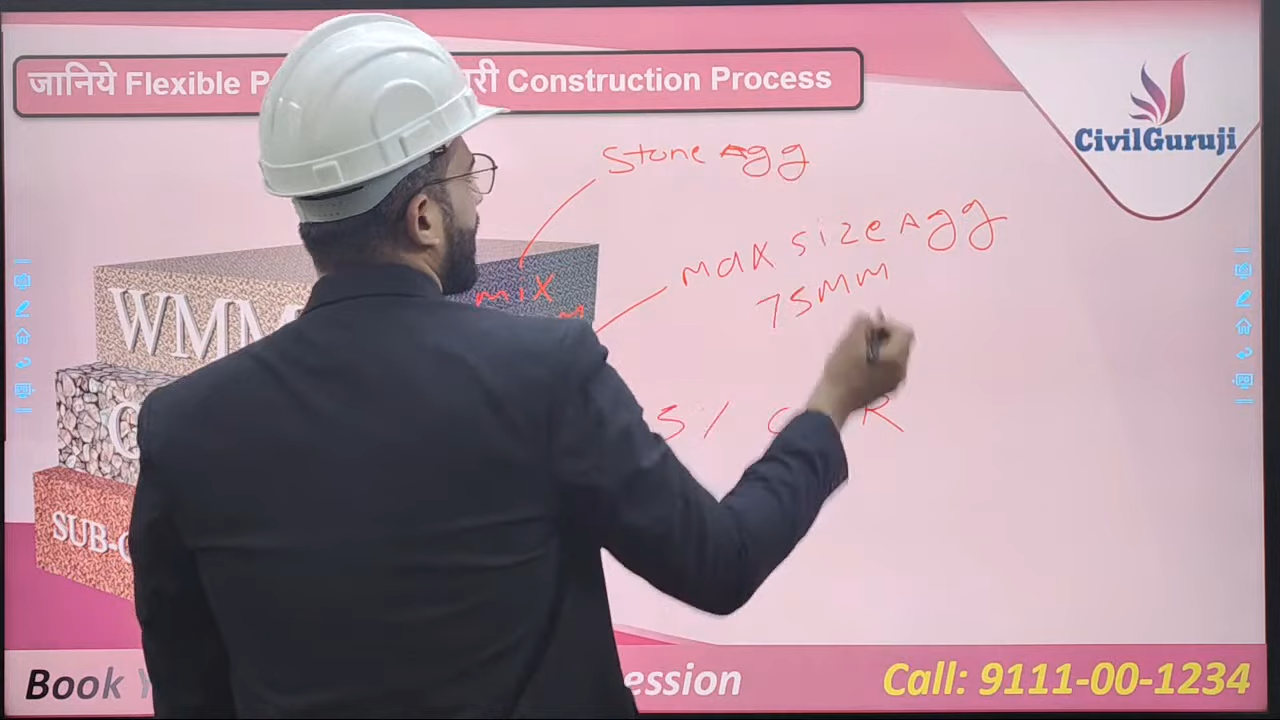 जानिये Flexible P री Construction Process
CivilGuruji
Stone Agg
max size Agg
75mm
mix
m
WMM
5% C R
SUB-
Book ession
Call: 9111-00-1234